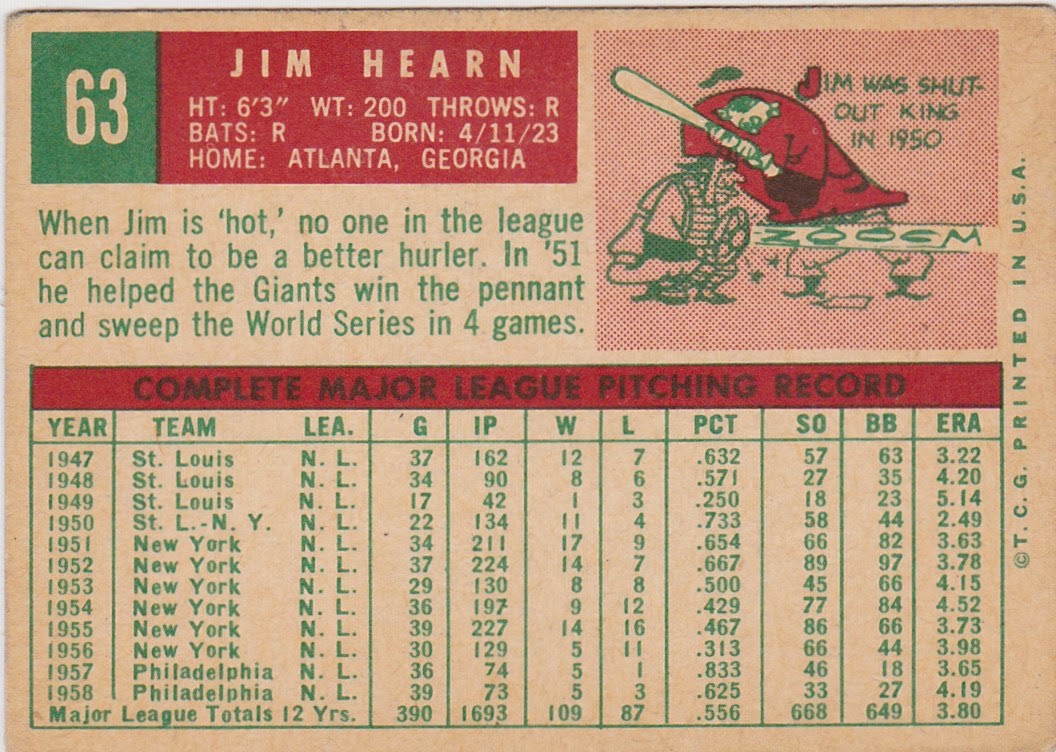 63
JIM HEARN
HT: 6'3" WT: 200 THROWS: R
BATS: R BORN: 4/11/23
HOME: ATLANTA, GEORGIA
JIM WAS SHUT-
OUT KING
IN 1950
ZOOOM
When Jim is 'hot,' no one in the league
can claim to be a better hurler. In '51
he helped the Giants win the pennant
and sweep the World Series in 4 games.
COMPLETE MAJOR LEAGUE PITCHING RECORD
YEAR TEAM LEA. G IP W L PCT SO BB ERA
1947 St. Louis N. L. 37 162 12 7 .632 57 63 3.22
1948 St. Louis N. L. 34 90 8 6 .571 27 35 4.20
1949 St. Louis N. L. 17 42 1 3 .250 18 23 5.14
1950 St. L.-N. Y. N. L. 22 134 11 4 .733 58 44 2.49
1951 New York N. L. 34 211 17 9 .654 66 82 3.63
1952 New York N. L. 37 224 14 7 .667 89 97 3.78
1953 New York N. L. 29 130 8 8 .500 45 66 4.15
1954 New York N. L. 36 197 9 12 .429 77 84 4.52
1955 New York N. L. 39 227 14 16 .467 86 66 3.73
1956 New York N. L. 30 129 5 11 .313 66 44 3.98
1957 Philadelphia N. L. 36 74 5 1 .833 46 18 3.65
1958 Philadelphia N. L. 39 73 5 3 .625 33 27 4.19
Major League Totals 12 Yrs. 390 1693 109 87 .556 668 649 3.80
©T.C.G. PRINTED IN U.S.A.